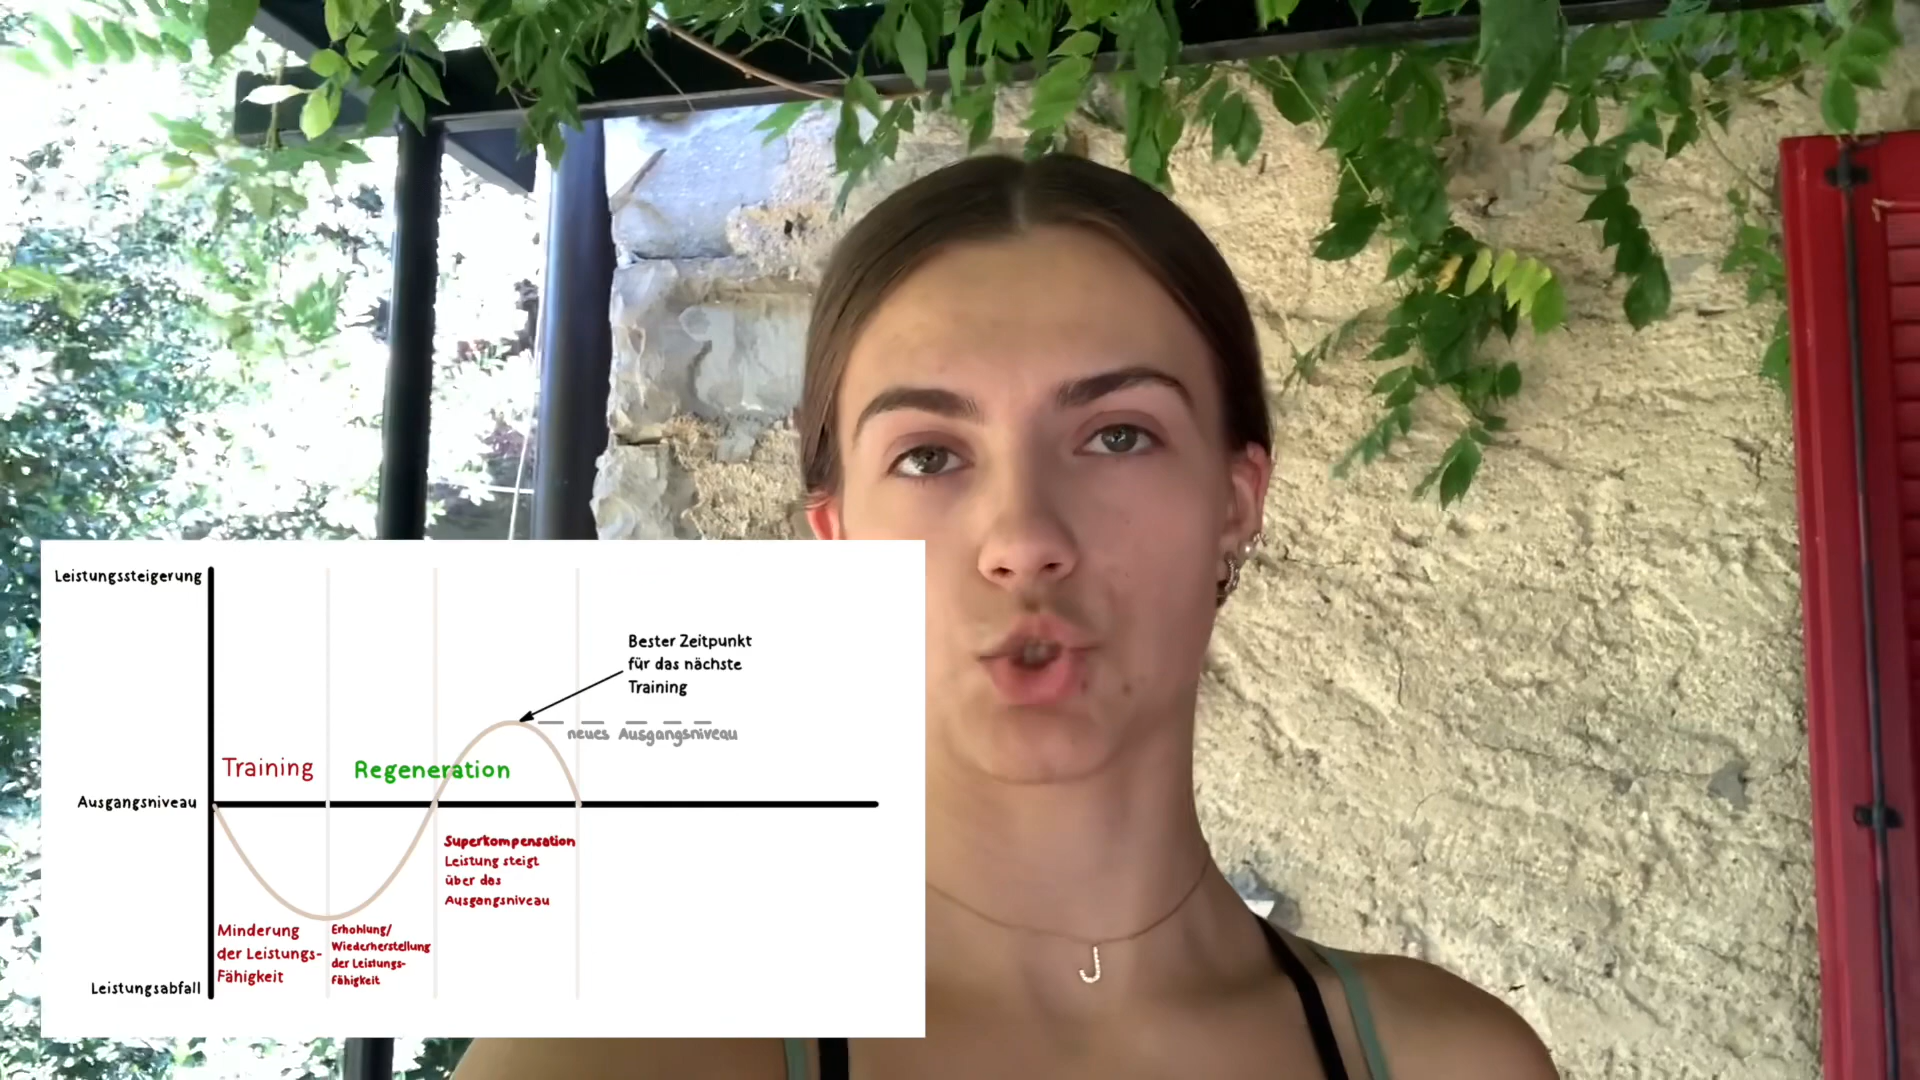 Leistungssteigerung
Bester Zeitpunkt
für das nächste
Training
neues Ausgangsniveau
Training
Regeneration
Ausgangsniveau
Superkompensation
Leistung steigt
über das
Ausgangsniveau
Minderung
der Leistungs-
Fähigkeit
Erhohlung/
Wiederherstellung
der Leistungs-
fähigkeit
Leistungsabfall
J